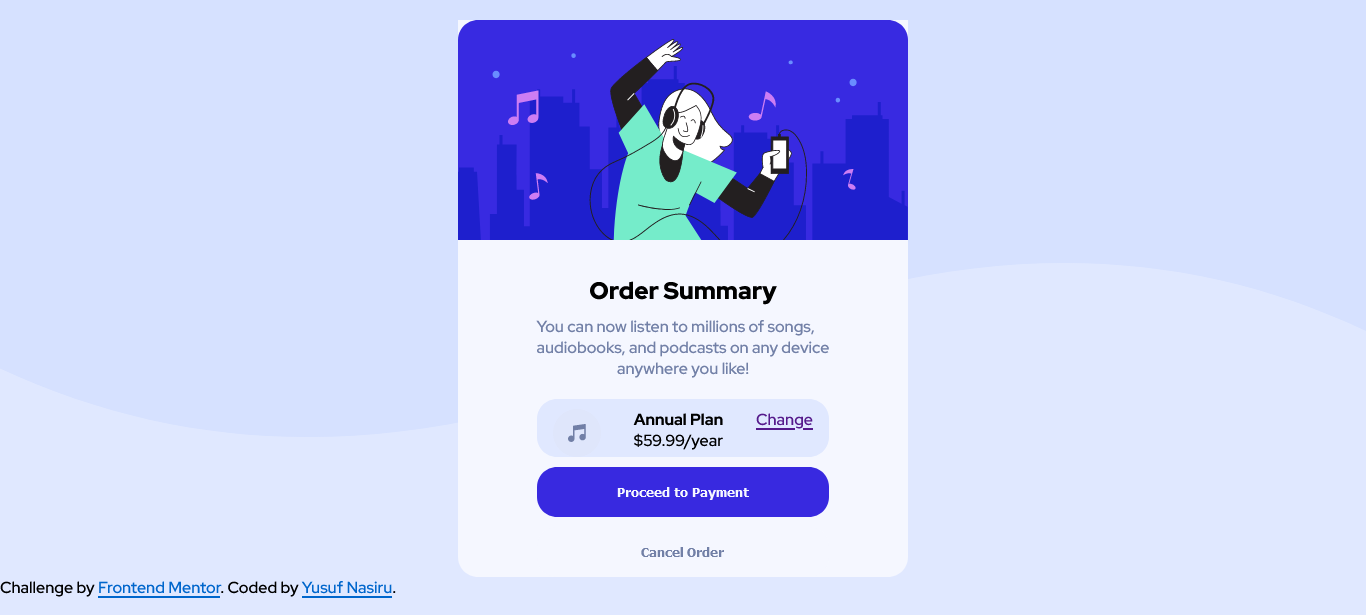 Order Summary
You can now listen to millions of songs,
audiobooks, and podcasts on any device
anywhere you like!
Annual Plan
$59.99/year
Change
Proceed to Payment
Cancel Order
Challenge by Frontend Mentor. Coded by Yusuf Nasiru.